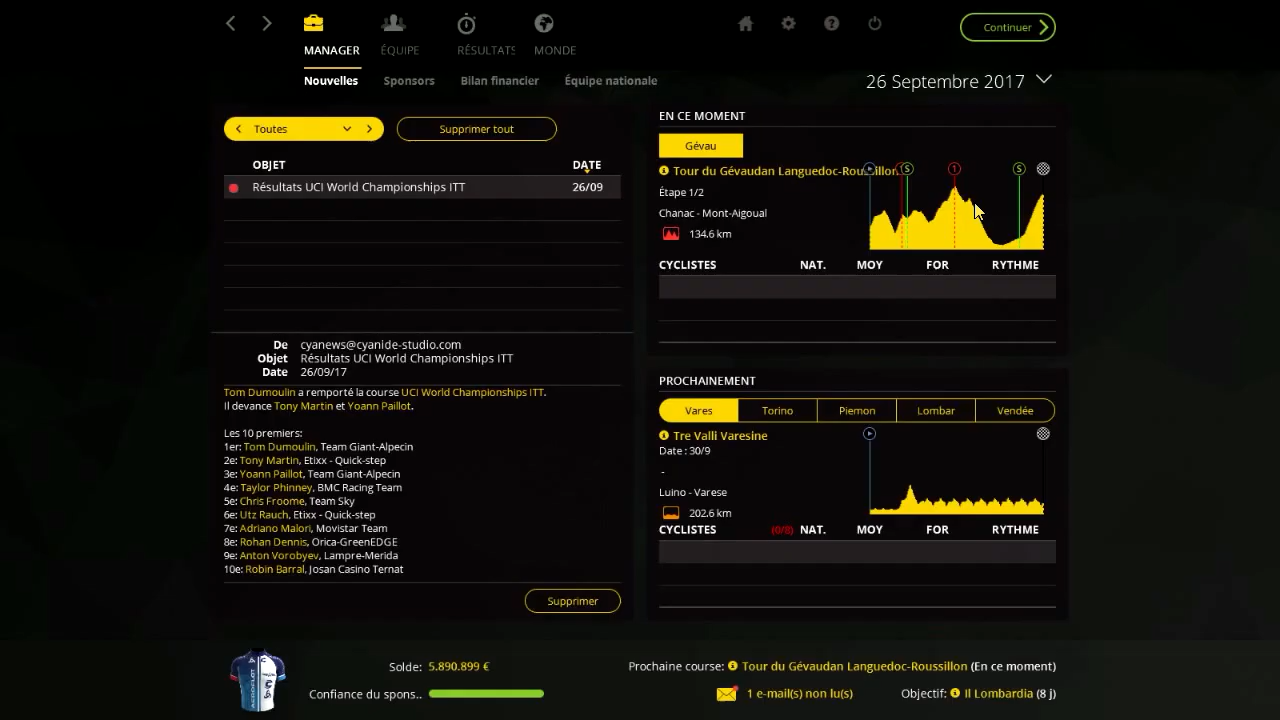 MANAGER
ÉQUIPE
RÉSULTATS
MONDE
Continuer
Nouvelles
Sponsors
Bilan financier
Équipe nationale
26 Septembre 2017
Toutes
Supprimer tout
OBJET
DATE
Résultats UCI World Championships ITT
26/09
De cyanews@cyanide-studio.com
Objet Résultats UCI World Championships ITT
Date 26/09/17
Tom Dumoulin a remporté la course UCI World Championships ITT.
Il devance Tony Martin et Yoann Paillot.
Les 10 premiers:
1er: Tom Dumoulin, Team Giant-Alpecin
2e: Tony Martin, Etixx - Quick-step
3e: Yoann Paillot, Team Giant-Alpecin
4e: Taylor Phinney, BMC Racing Team
5e: Chris Froome, Team Sky
6e: Utz Rauch, Etixx - Quick-step
7e: Adriano Malori, Movistar Team
8e: Rohan Dennis, Orica-GreenEDGE
9e: Anton Vorobyev, Lampre-Merida
10e: Robin Barral, Josan Casino Ternat
Supprimer
EN CE MOMENT
Gévau
Tour du Gévaudan Languedoc-Roussillon
S
1
S
Étape 1/2
Chanac - Mont-Aigoual
134.6 km
CYCLISTES NAT. MOY FOR RYTHME
PROCHAINEMENT
Vares
Torino
Piemon
Lombar
Vendée
Tre Valli Varesine
Date : 30/9
-
Luino - Varese
202.6 km
CYCLISTES (0/8) NAT. MOY FOR RYTHME
Solde: 5.890.899 €
Confiance du spons..
Prochaine course: Tour du Gévaudan Languedoc-Roussillon (En ce moment)
1 e-mail(s) non lu(s)
Objectif: Il Lombardia (8 j)